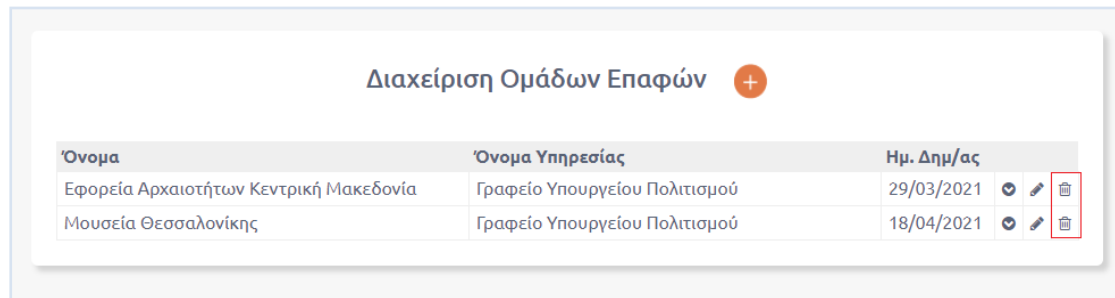 Διαχείριση Ομάδων Επαφών
Όνομα Όνομα Υπηρεσίας Ημ. Δημ/ας
Εφορεία Αρχαιοτήτων Κεντρική Μακεδονία Γραφείο Υπουργείου Πολιτισμού 29/03/2021
Μουσεία Θεσσαλονίκης Γραφείο Υπουργείου Πολιτισμού 18/04/2021